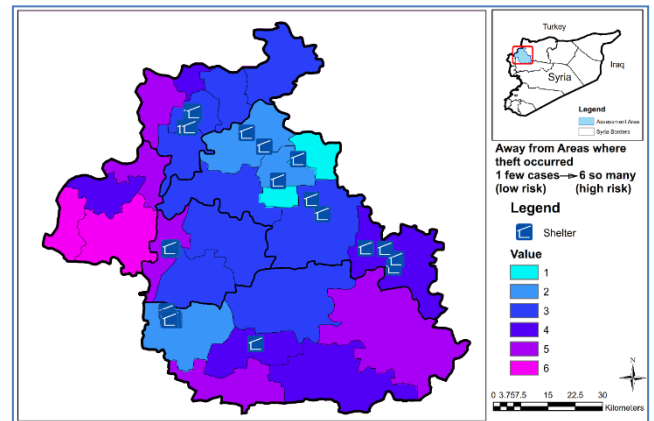 Turkey
Syria
Iraq
Legend
Assessment Area
Syria Borders
Away from Areas where
theft occurred
1 few cases→ 6 so many
(low risk) (high risk)
Legend
Shelter
Value
1
2
3
4
5
6
N
0 3.757.5 15 22.5 30
Kilometers